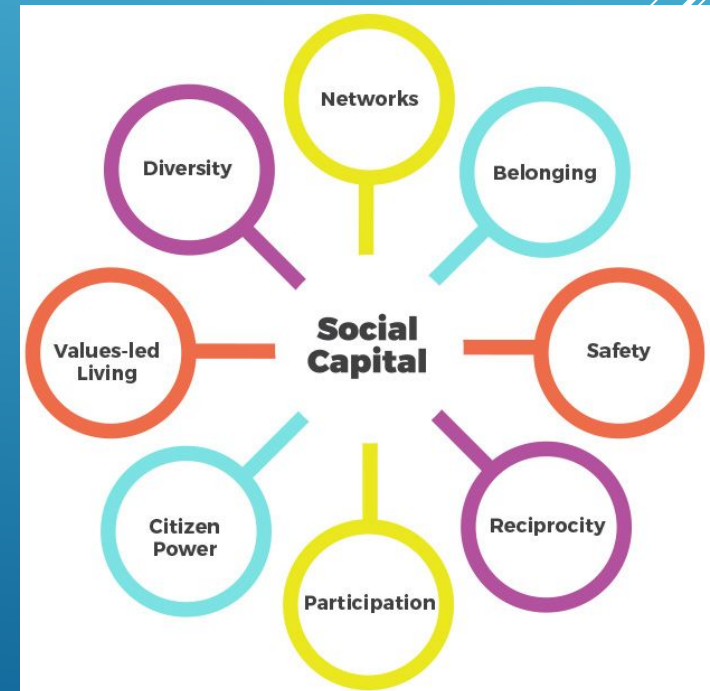 Networks
Belonging
Safety
Reciprocity
Participation
Citizen
Power
Values-led
Living
Diversity
Social
Capital